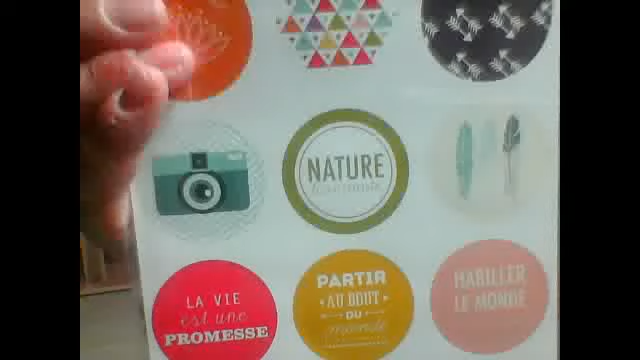 NATURE
LA VIE
est une
PROMESSE
PARTIR
AU BOUT
DU
monde
HABILLER
LE MONDE